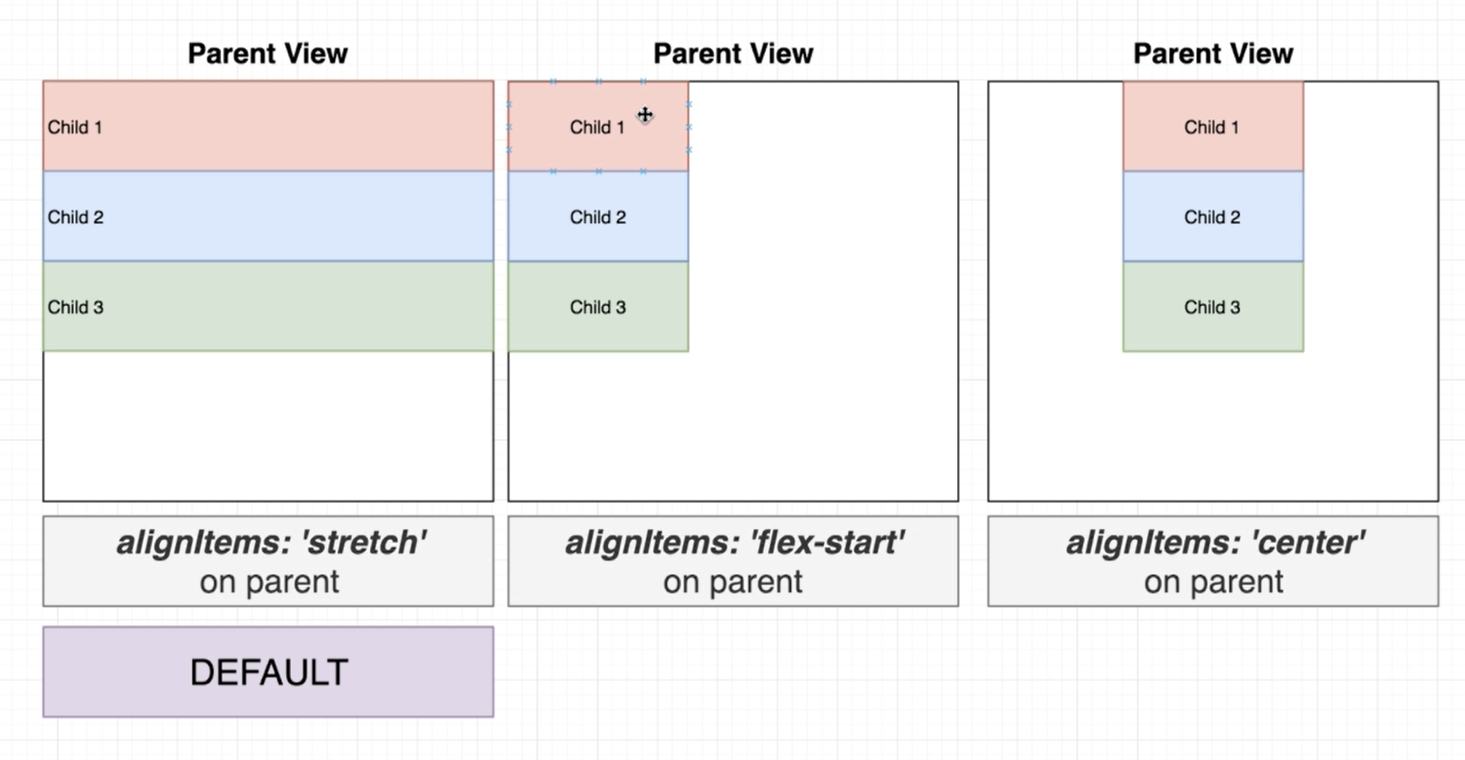 Parent View
Child 1
Child 2
Child 3
alignItems: 'stretch'
on parent
DEFAULT
Parent View
Child 1
Child 2
Child 3
alignItems: 'flex-start'
on parent
Parent View
Child 1
Child 2
Child 3
alignItems: 'center'
on parent